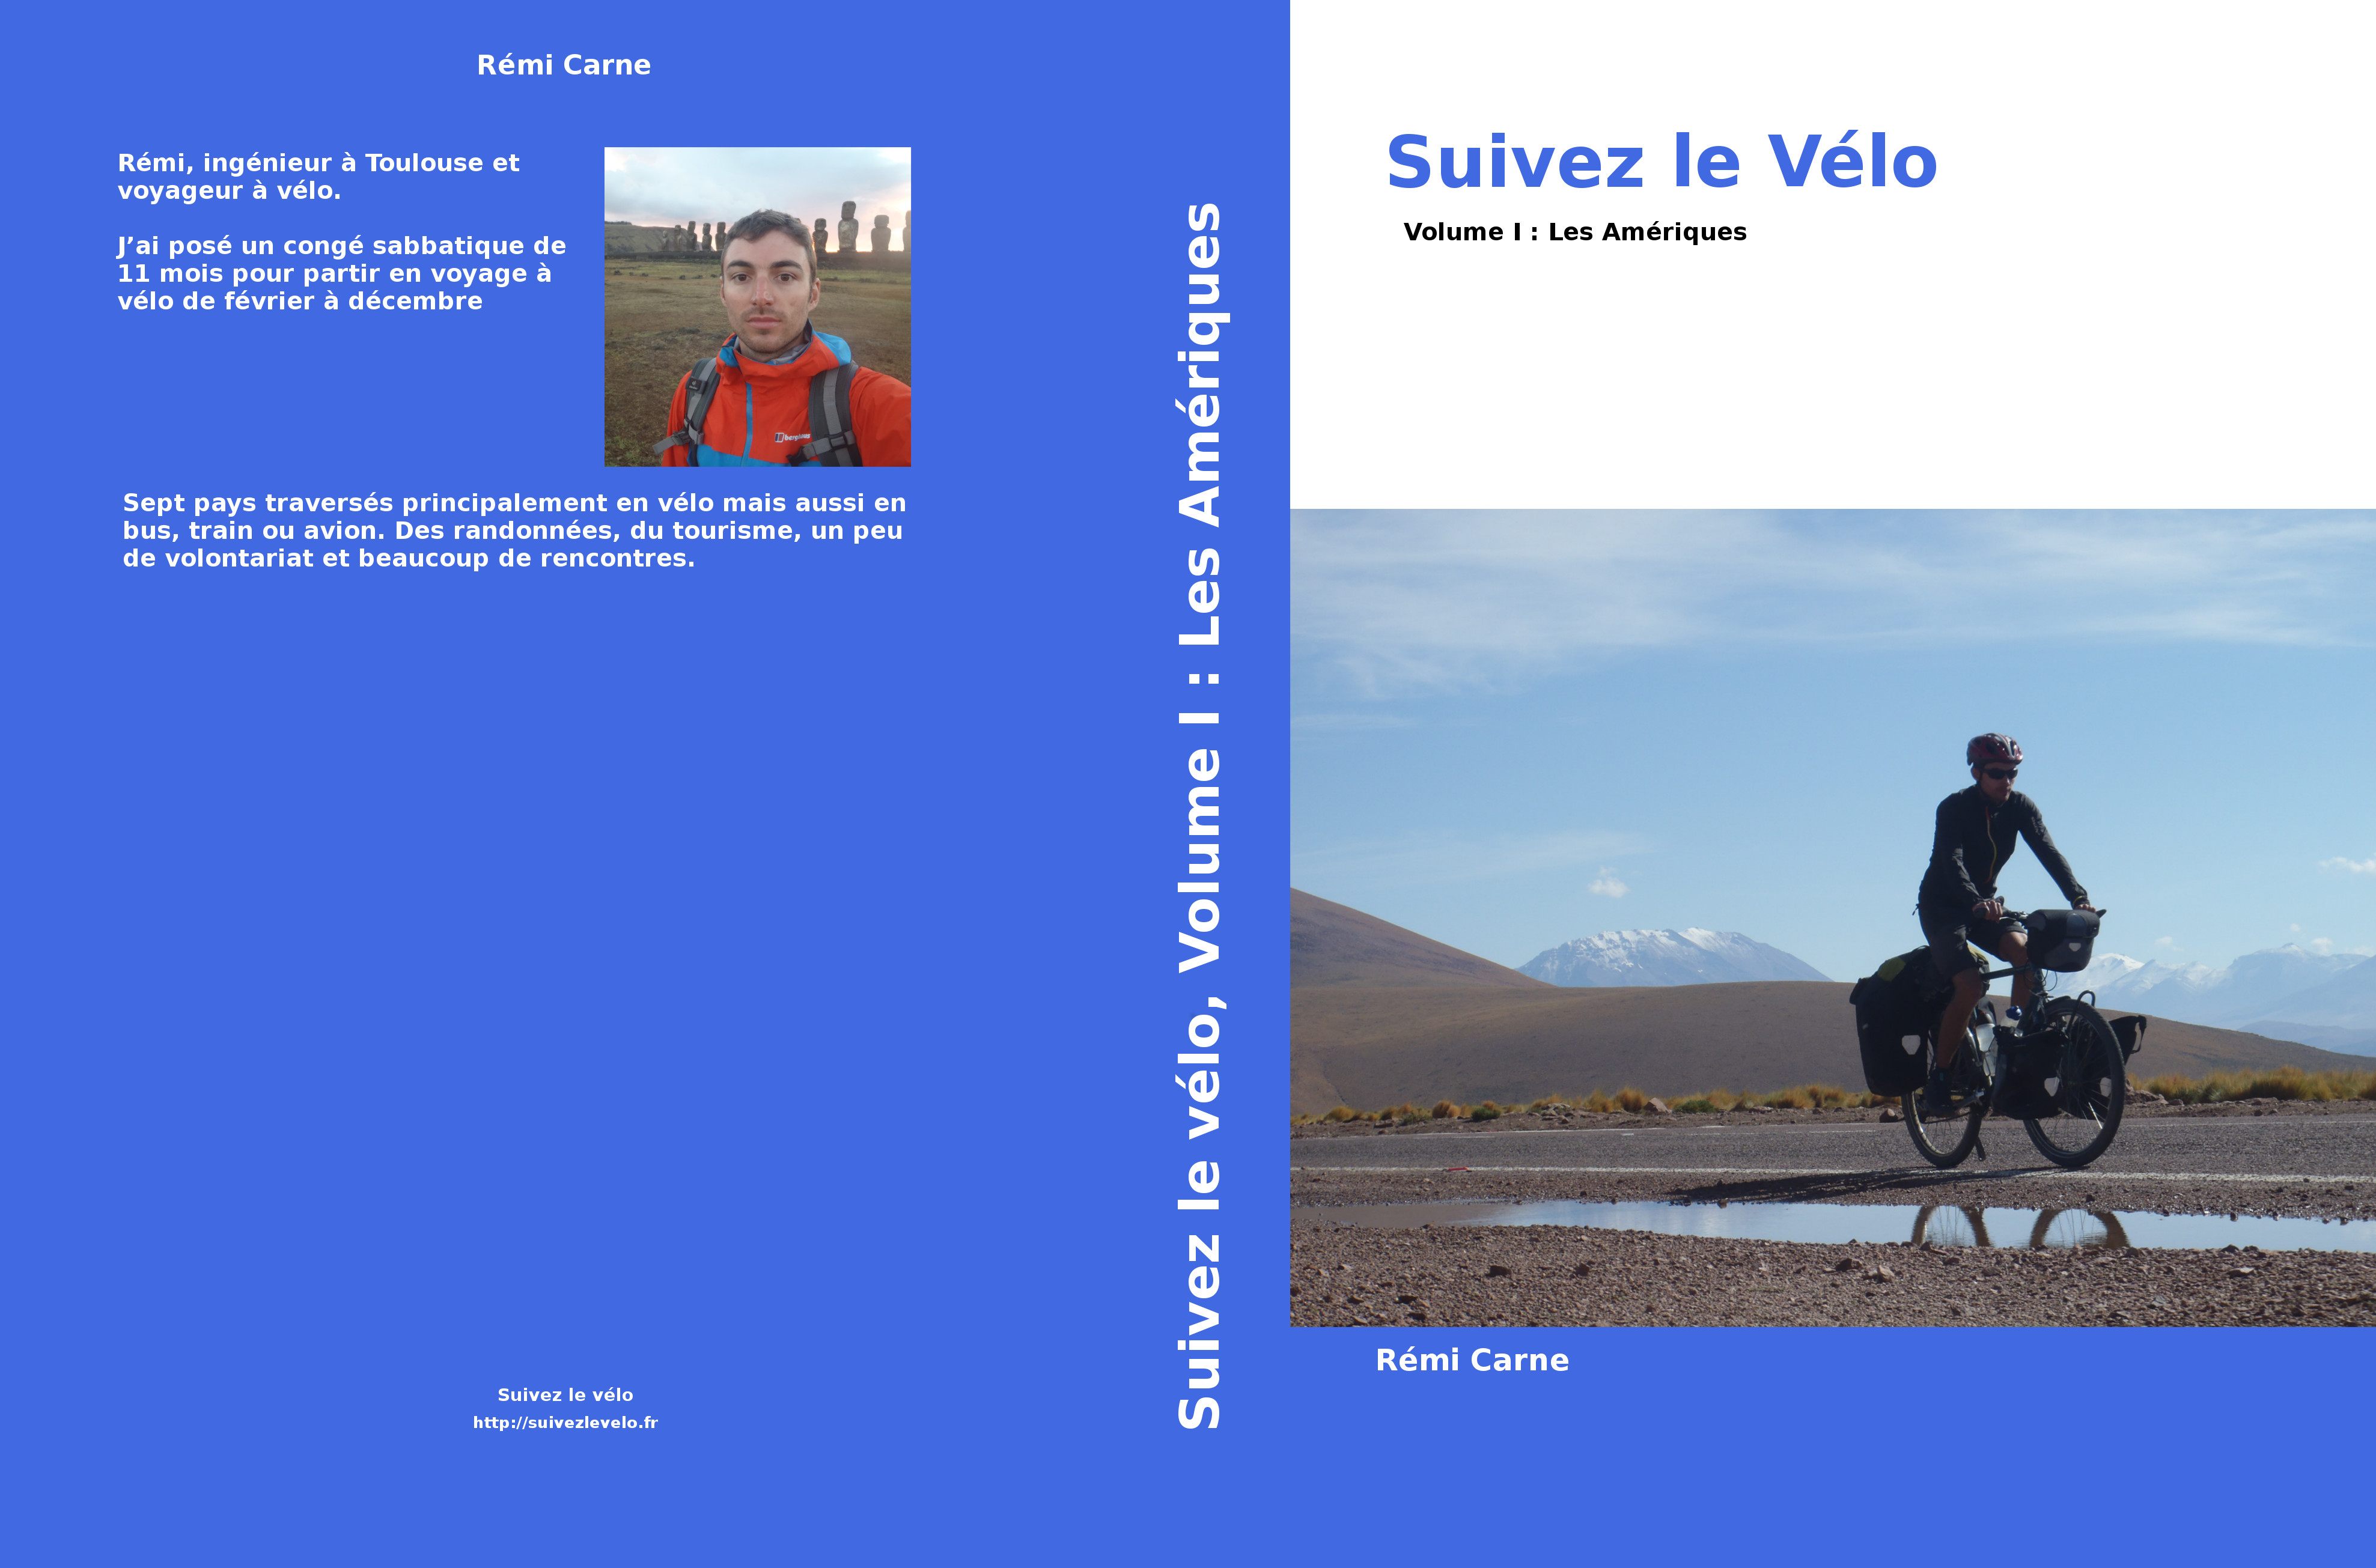 Rémi Carne
Rémi, ingénieur à Toulouse et
voyageur à vélo.
J’ai posé un congé sabbatique de
11 mois pour partir en voyage à
vélo de février à décembre
Sept pays traversés principalement en vélo mais aussi en
bus, train ou avion. Des randonnées, du tourisme, un peu
de volontariat et beaucoup de rencontres.
Suivez le vélo
http://suivezlevelo.fr
Suivez le vélo, Volume I : Les Amériques
Suivez le Vélo
Volume I : Les Amériques
Rémi Carne